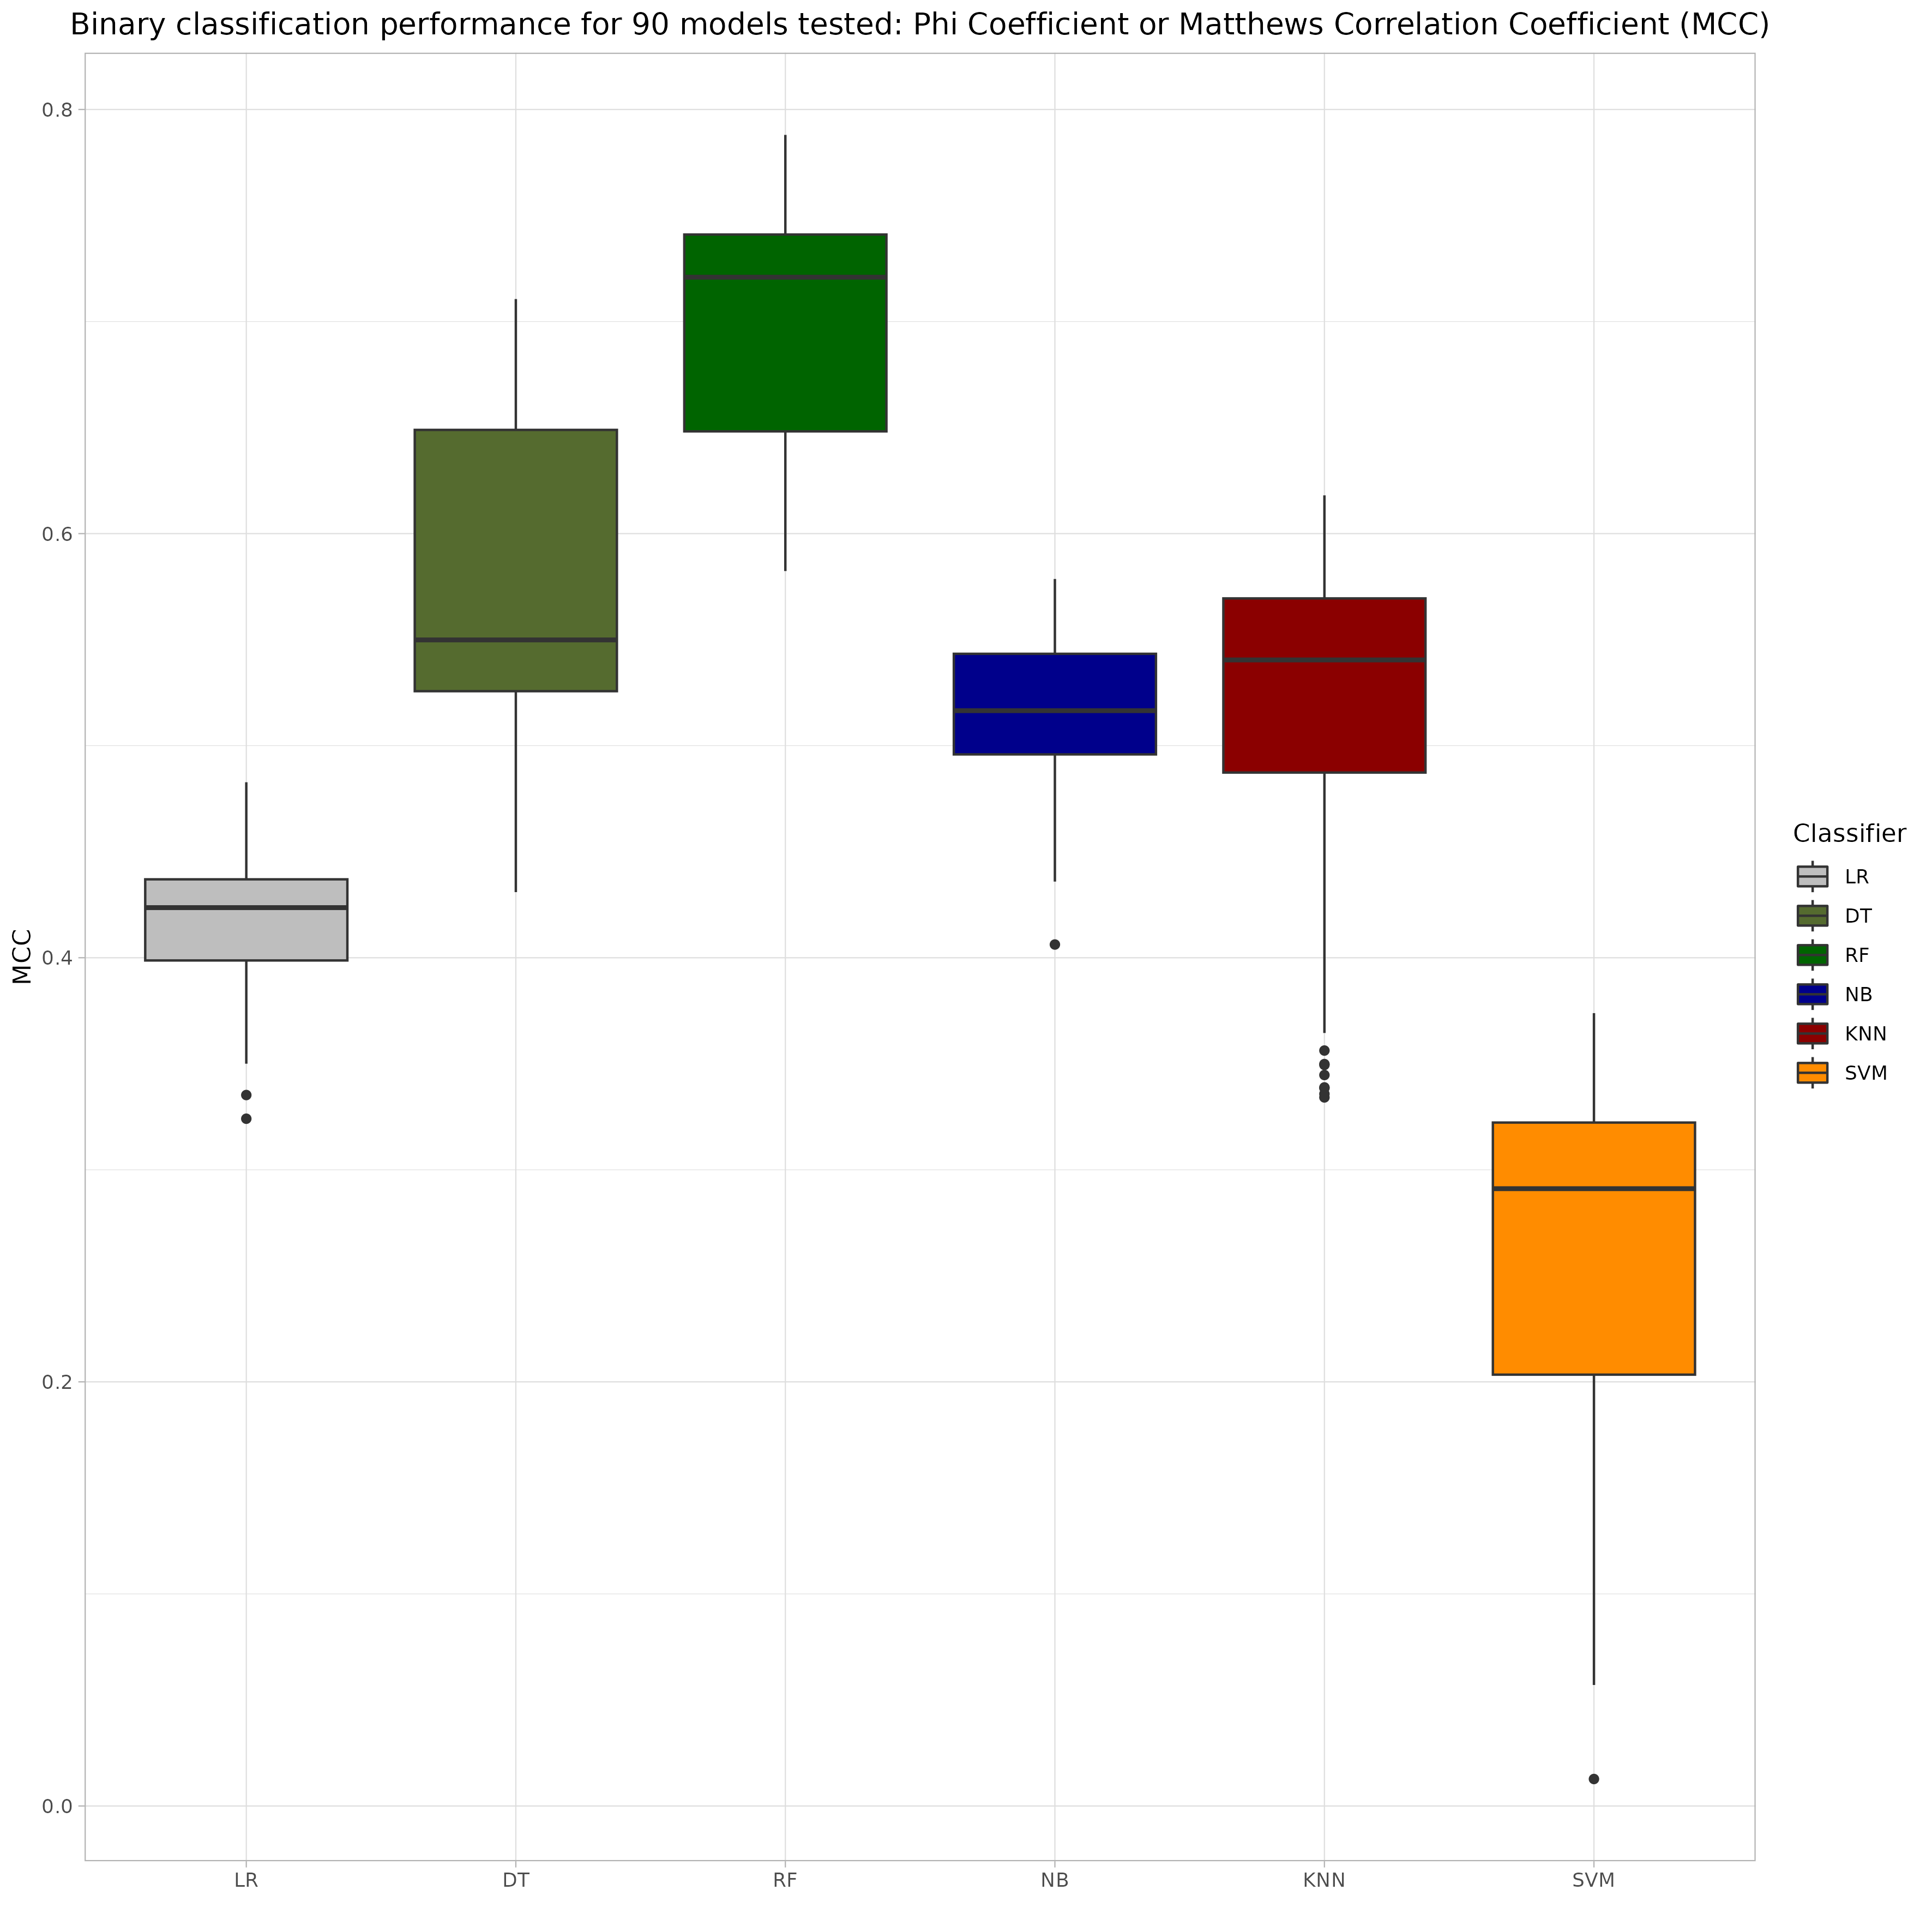 Binary classification performance for 90 models tested: Phi Coefficient or Matthews Correlation Coefficient (MCC)
0.8
0.6
0.4
0.2
0.0
MCC
LR DT RF NB KNN SVM
Classifier
LR
DT
RF
NB
KNN
SVM